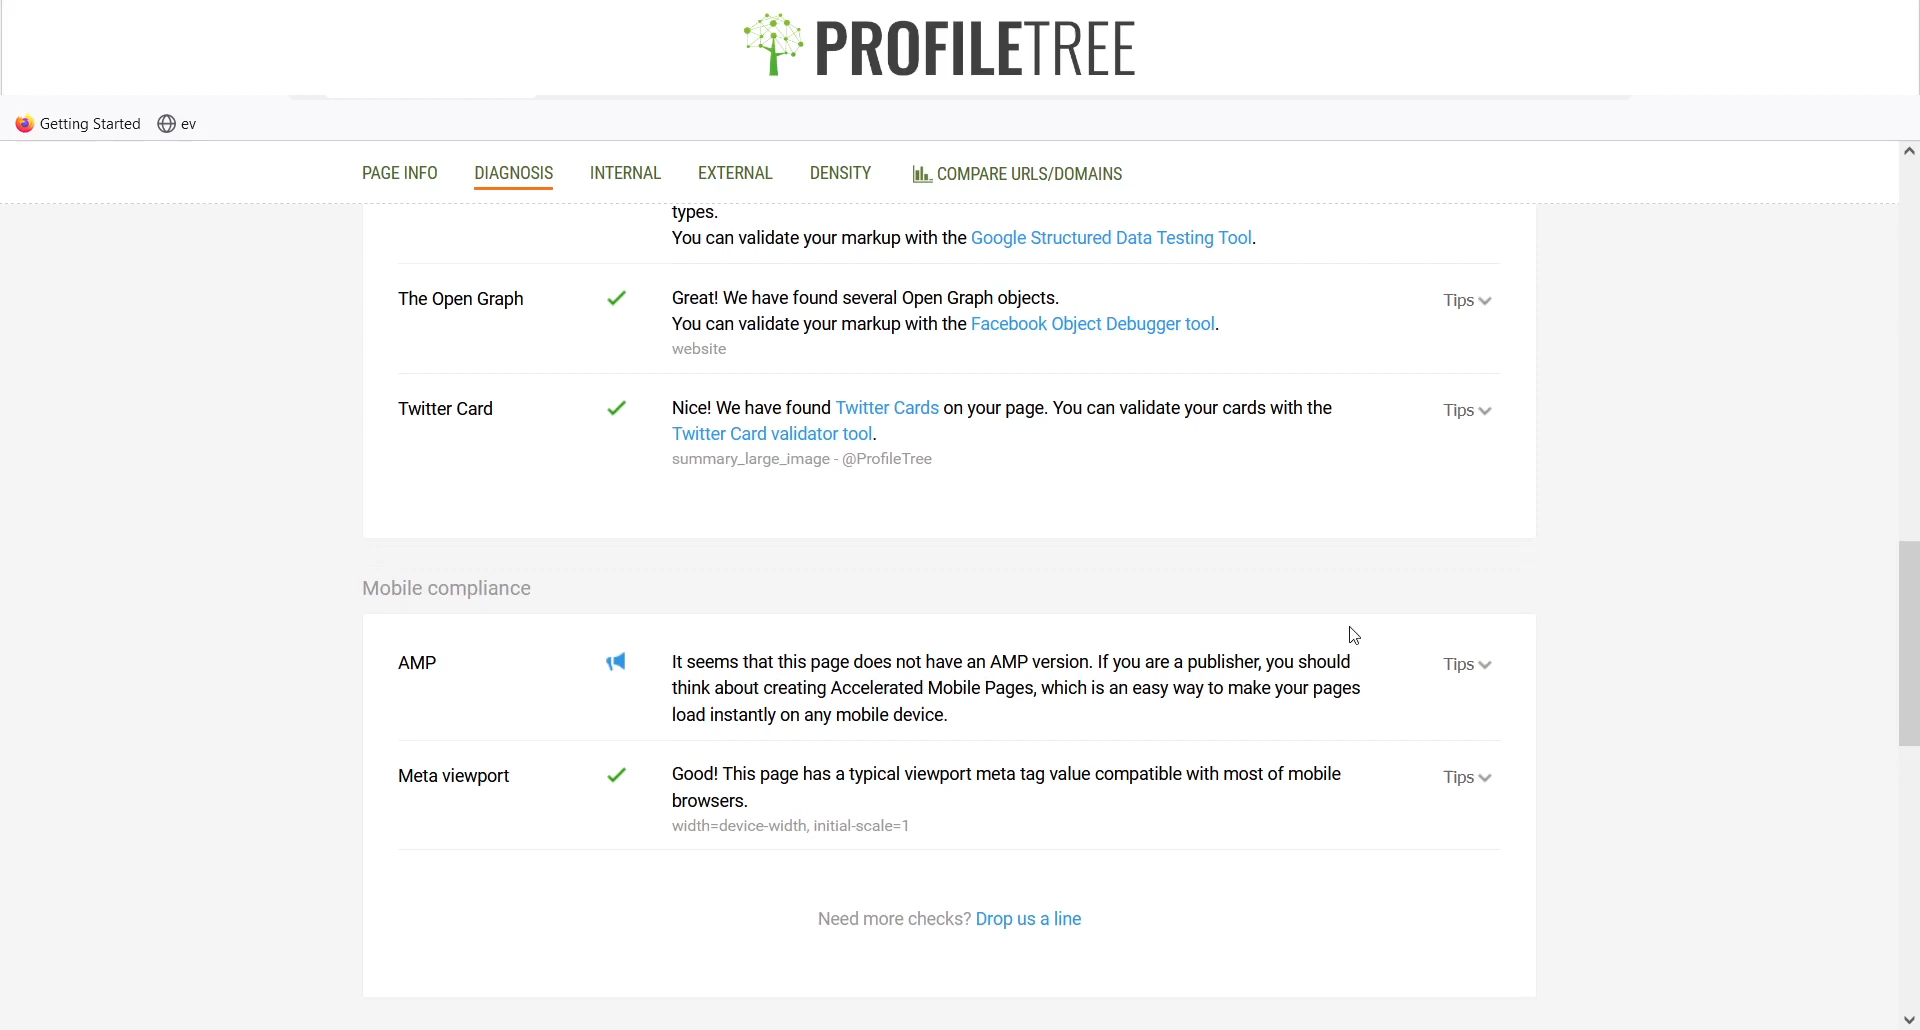 PROFILETREE
Getting Started ev
PAGE INFO DIAGNOSIS INTERNAL EXTERNAL DENSITY COMPARE URLS/DOMAINS
types.
You can validate your markup with the Google Structured Data Testing Tool.
The Open Graph Great! We have found several Open Graph objects. Tips
You can validate your markup with the Facebook Object Debugger tool.
website
Twitter Card Nice! We have found Twitter Cards on your page. You can validate your cards with the Tips
Twitter Card validator tool.
summary_large_image - @ProfileTree
Mobile compliance
AMP It seems that this page does not have an AMP version. If you are a publisher, you should Tips
think about creating Accelerated Mobile Pages, which is an easy way to make your pages
load instantly on any mobile device.
Meta viewport Good! This page has a typical viewport meta tag value compatible with most of mobile Tips
browsers.
width=device-width, initial-scale=1
Need more checks? Drop us a line